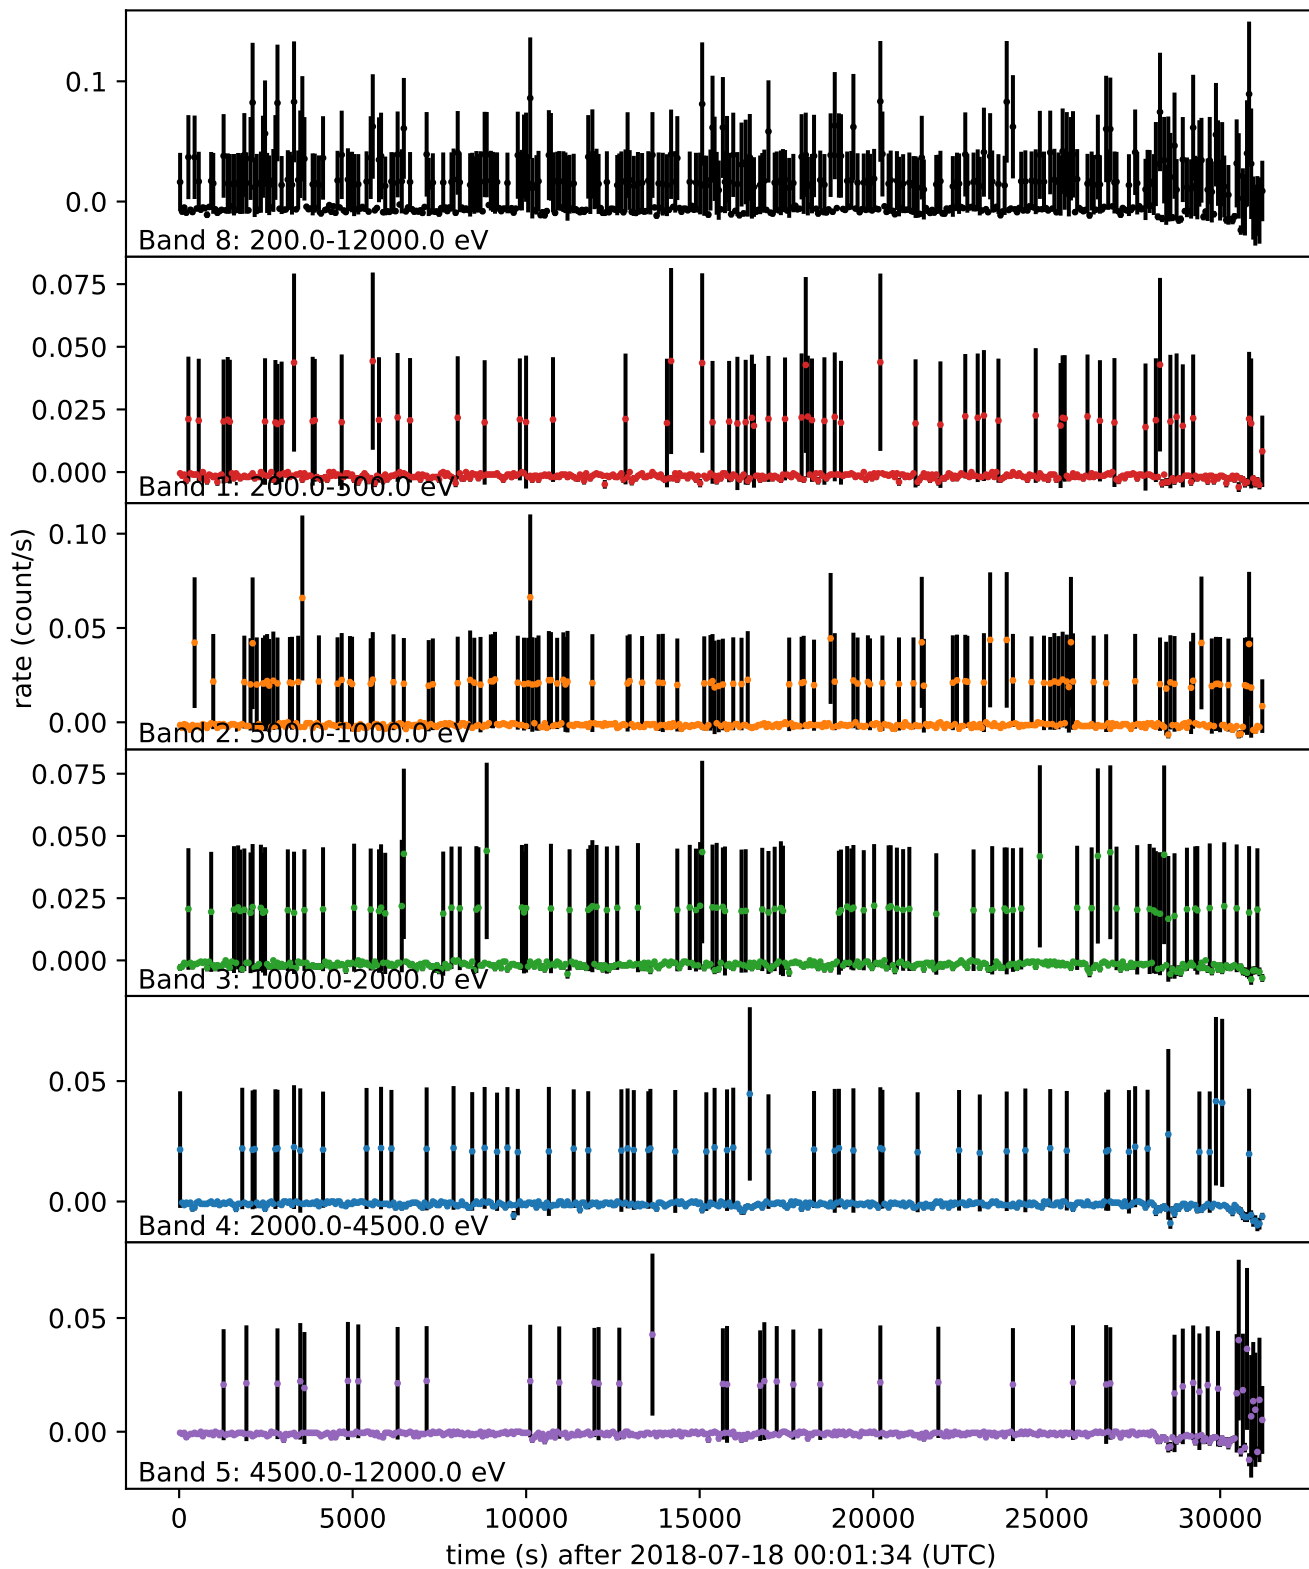 0.1
0.0
Band 8: 200.0-12000.0 eV
0.075
0.050
0.025
0.000
Band 1: 200.0-500.0 eV
rate (count/s)
0.10
0.05
0.00
Band 2: 500.0-1000.0 eV
0.075
0.050
0.025
0.000
Band 3: 1000.0-2000.0 eV
0.05
0.00
Band 4: 2000.0-4500.0 eV
0.05
0.00
Band 5: 4500.0-12000.0 eV
0 5000 10000 15000 20000 25000 30000
time (s) after 2018-07-18 00:01:34 (UTC)